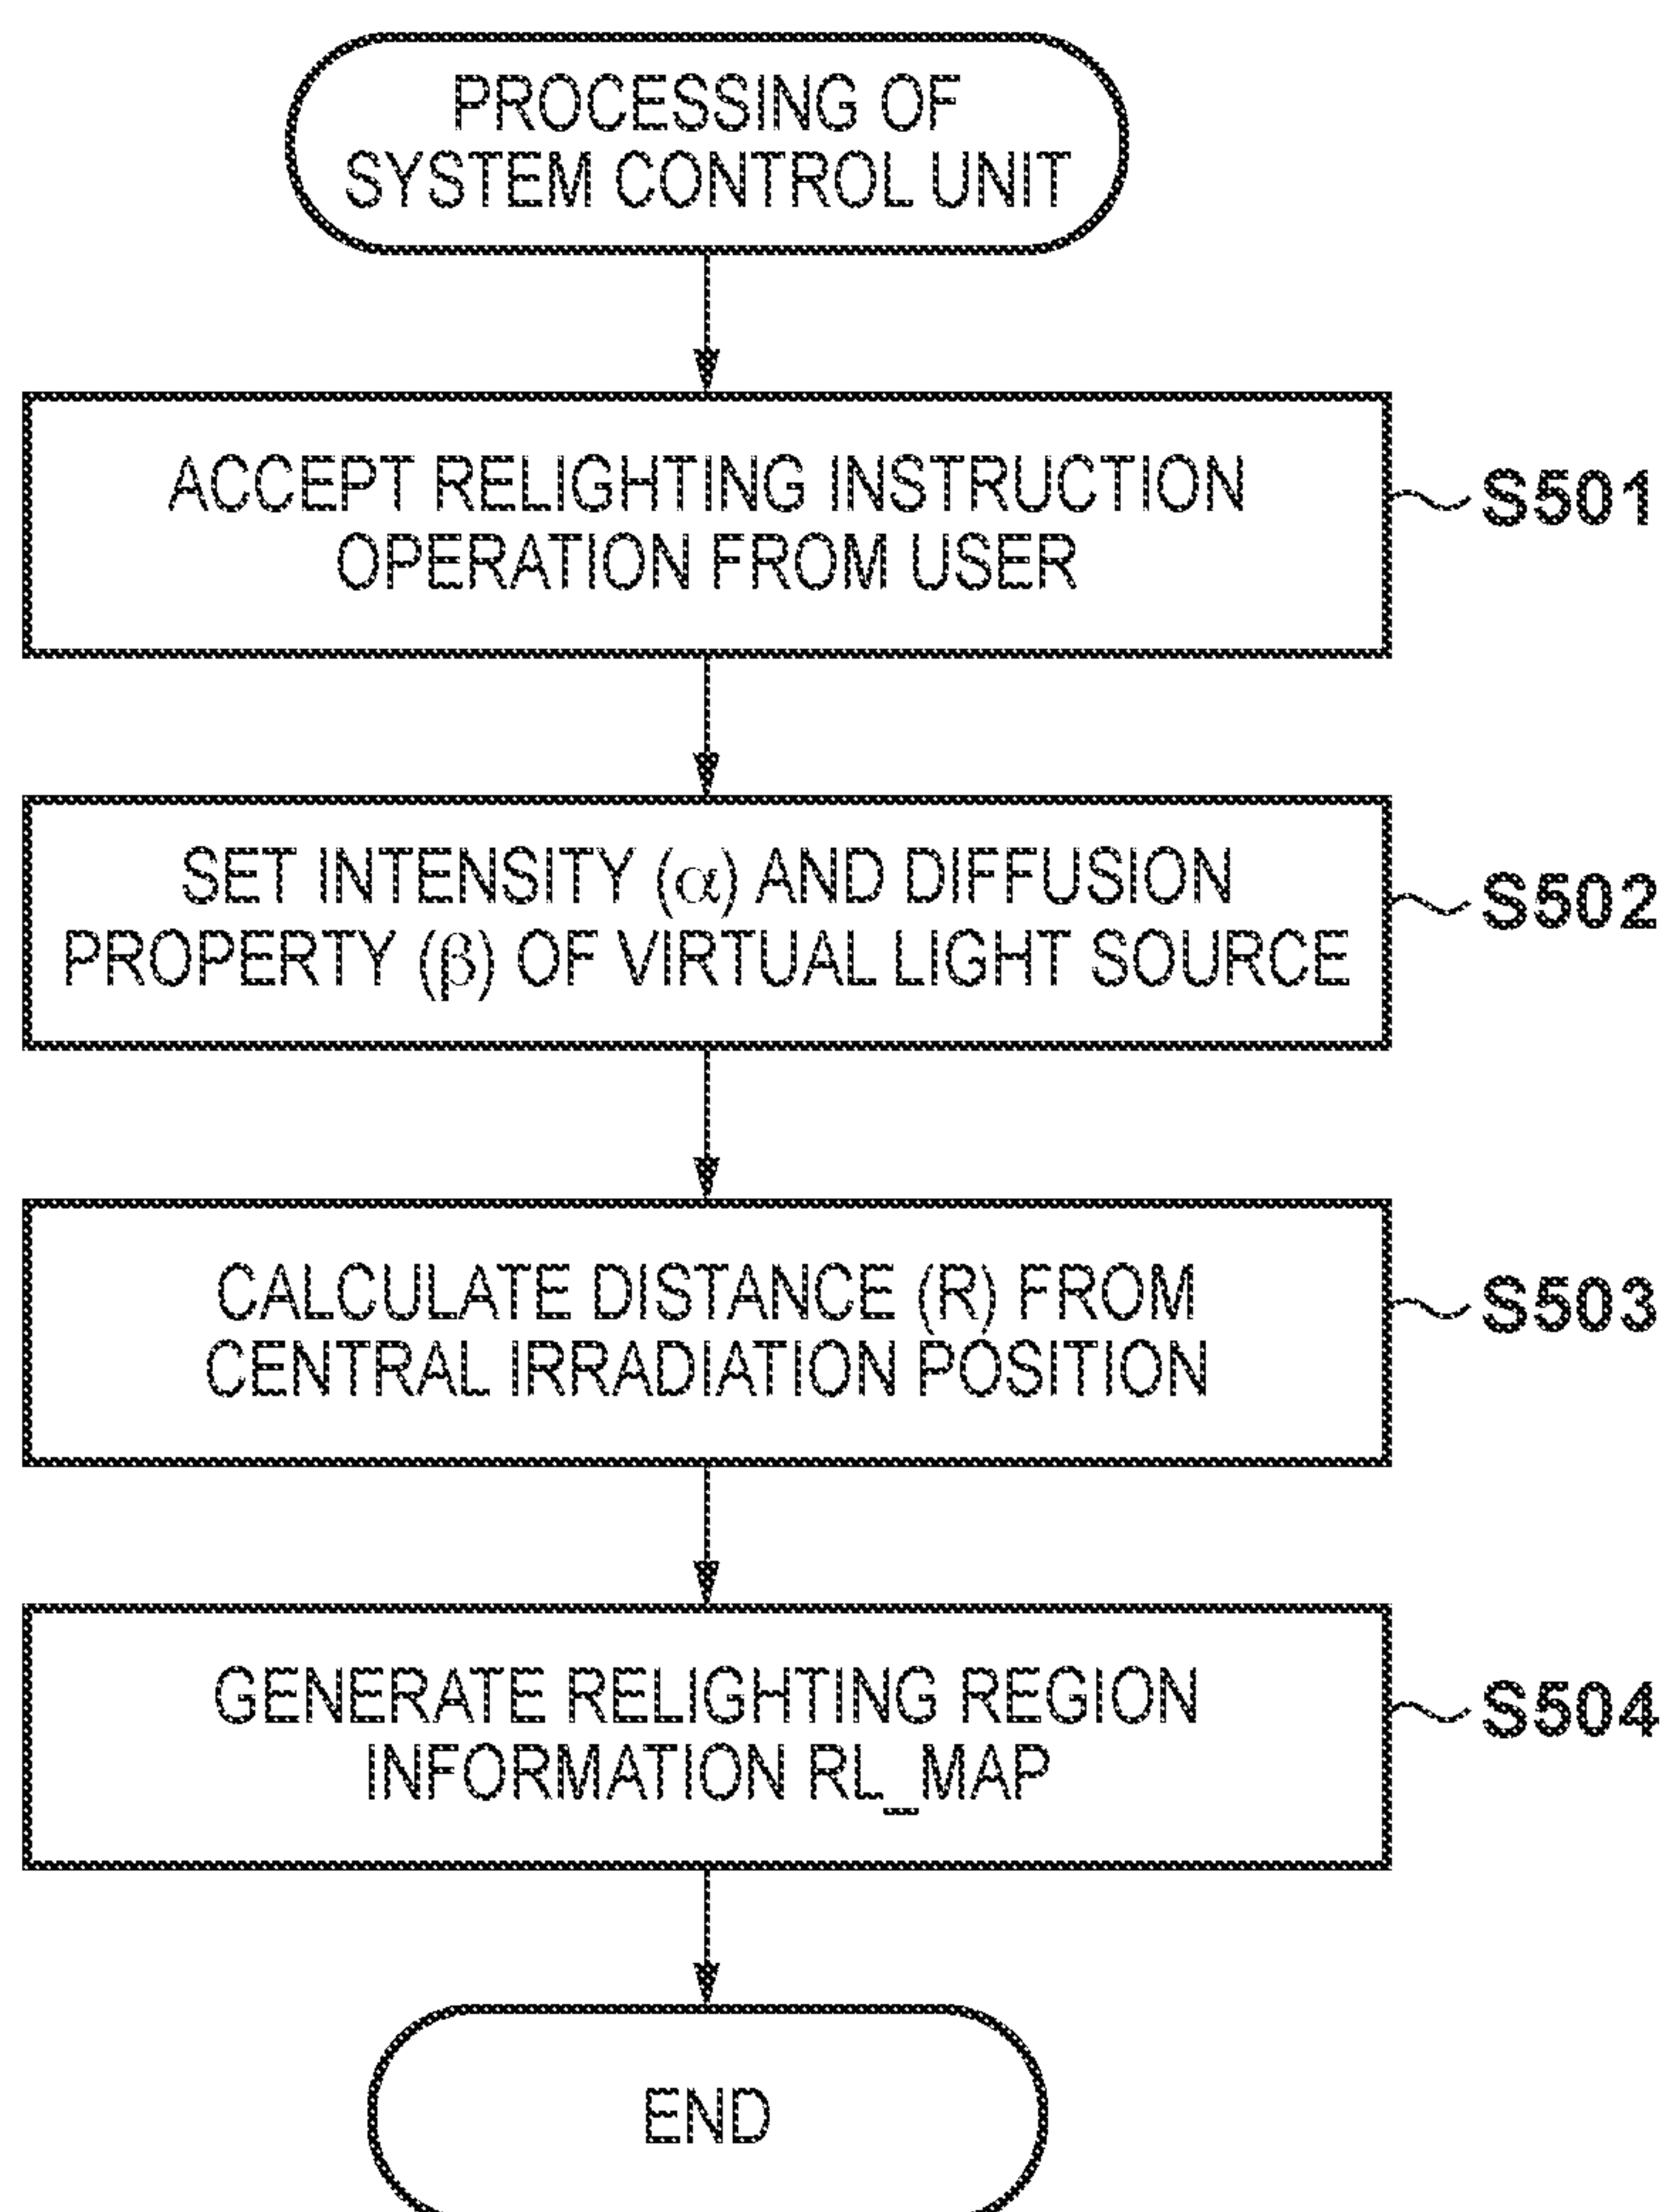 PROCESSING OF
SYSTEM CONTROL UNIT
ACCEPT RELIGHTING INSTRUCTION
OPERATION FROM USER
S501
SET INTENSITY (α) AND DIFFUSION
PROPERTY (β) OF VIRTUAL LIGHT SOURCE
S502
CALCULATE DISTANCE (R) FROM
CENTRAL IRRADIATION POSITION
S503
GENERATE RELIGHTING REGION
INFORMATION RL_MAP
S504
END